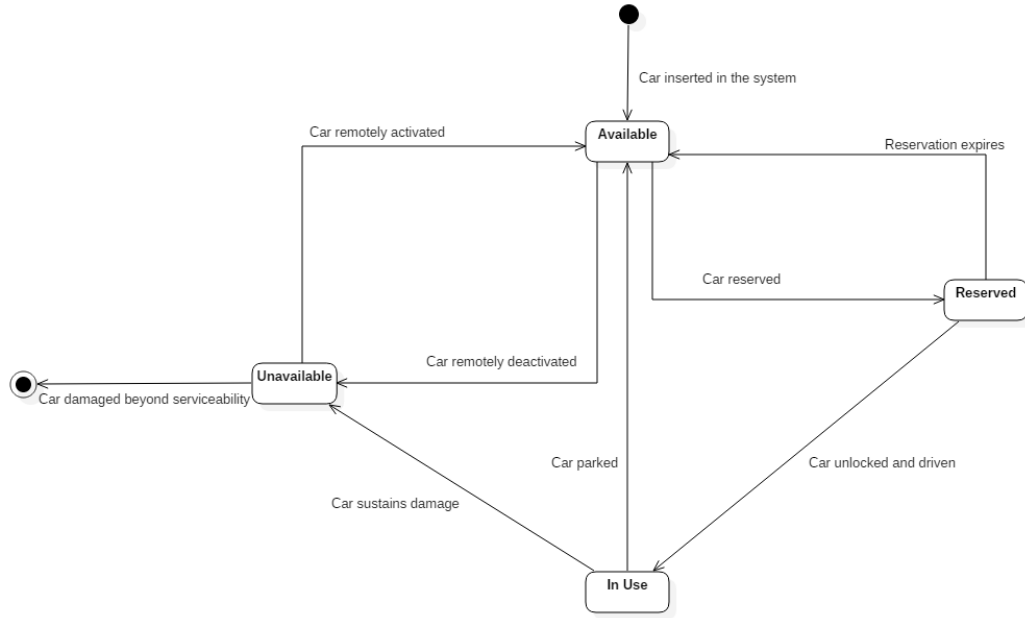 Car inserted in the system
Available
Car remotely activated
Reservation expires
Car reserved
Reserved
Car remotely deactivated
Unavailable
Car damaged beyond serviceability
Car parked
Car unlocked and driven
Car sustains damage
In Use